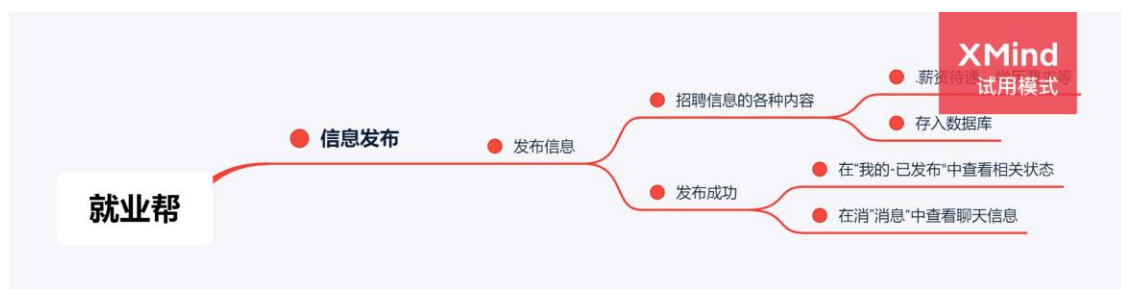 XMind
试用模式
.薪资待遇
招聘信息的各种内容
存入数据库
信息发布
发布信息
在“我的-已发布”中查看相关状态
就业帮
发布成功
在消“消息”中查看聊天信息